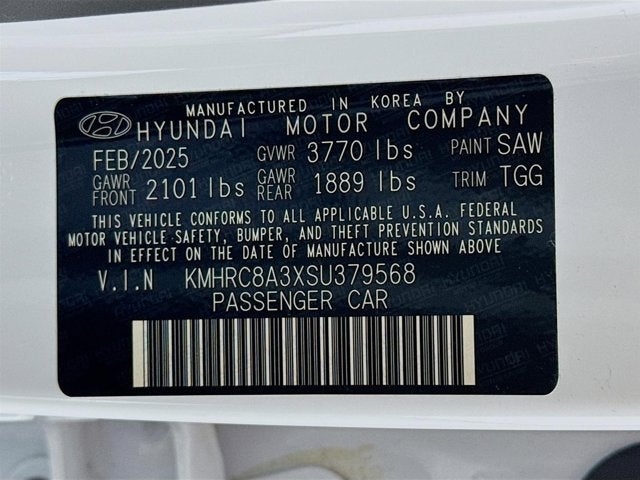 MANUFACTURED IN KOREA BY
HYUNDAI MOTOR COMPANY
FEB/2025 GVWR 3770 lbs PAINT SAW
GAWR FRONT 2101 lbs GAWR REAR 1889 lbs TRIM TGG
THIS VEHICLE CONFORMS TO ALL APPLICABLE U.S.A. FEDERAL
MOTOR VEHICLE-SAFETY, BUMPER, AND THEFT PREVENTION STANDARDS
IN EFFECT ON THE DATE OF MANUFACTURE SHOWN ABOVE
V.I.N KMHRC8A3XSU379568
PASSENGER CAR